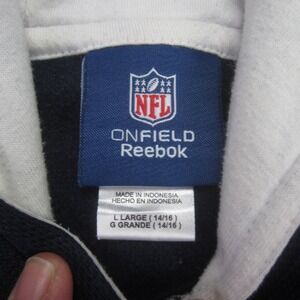 NFL
ONFIELD
Reebok
MADE IN INDONESIA
HECHO EN INDONESIA
L LARGE (14/16)
G GRANDE (14/16)